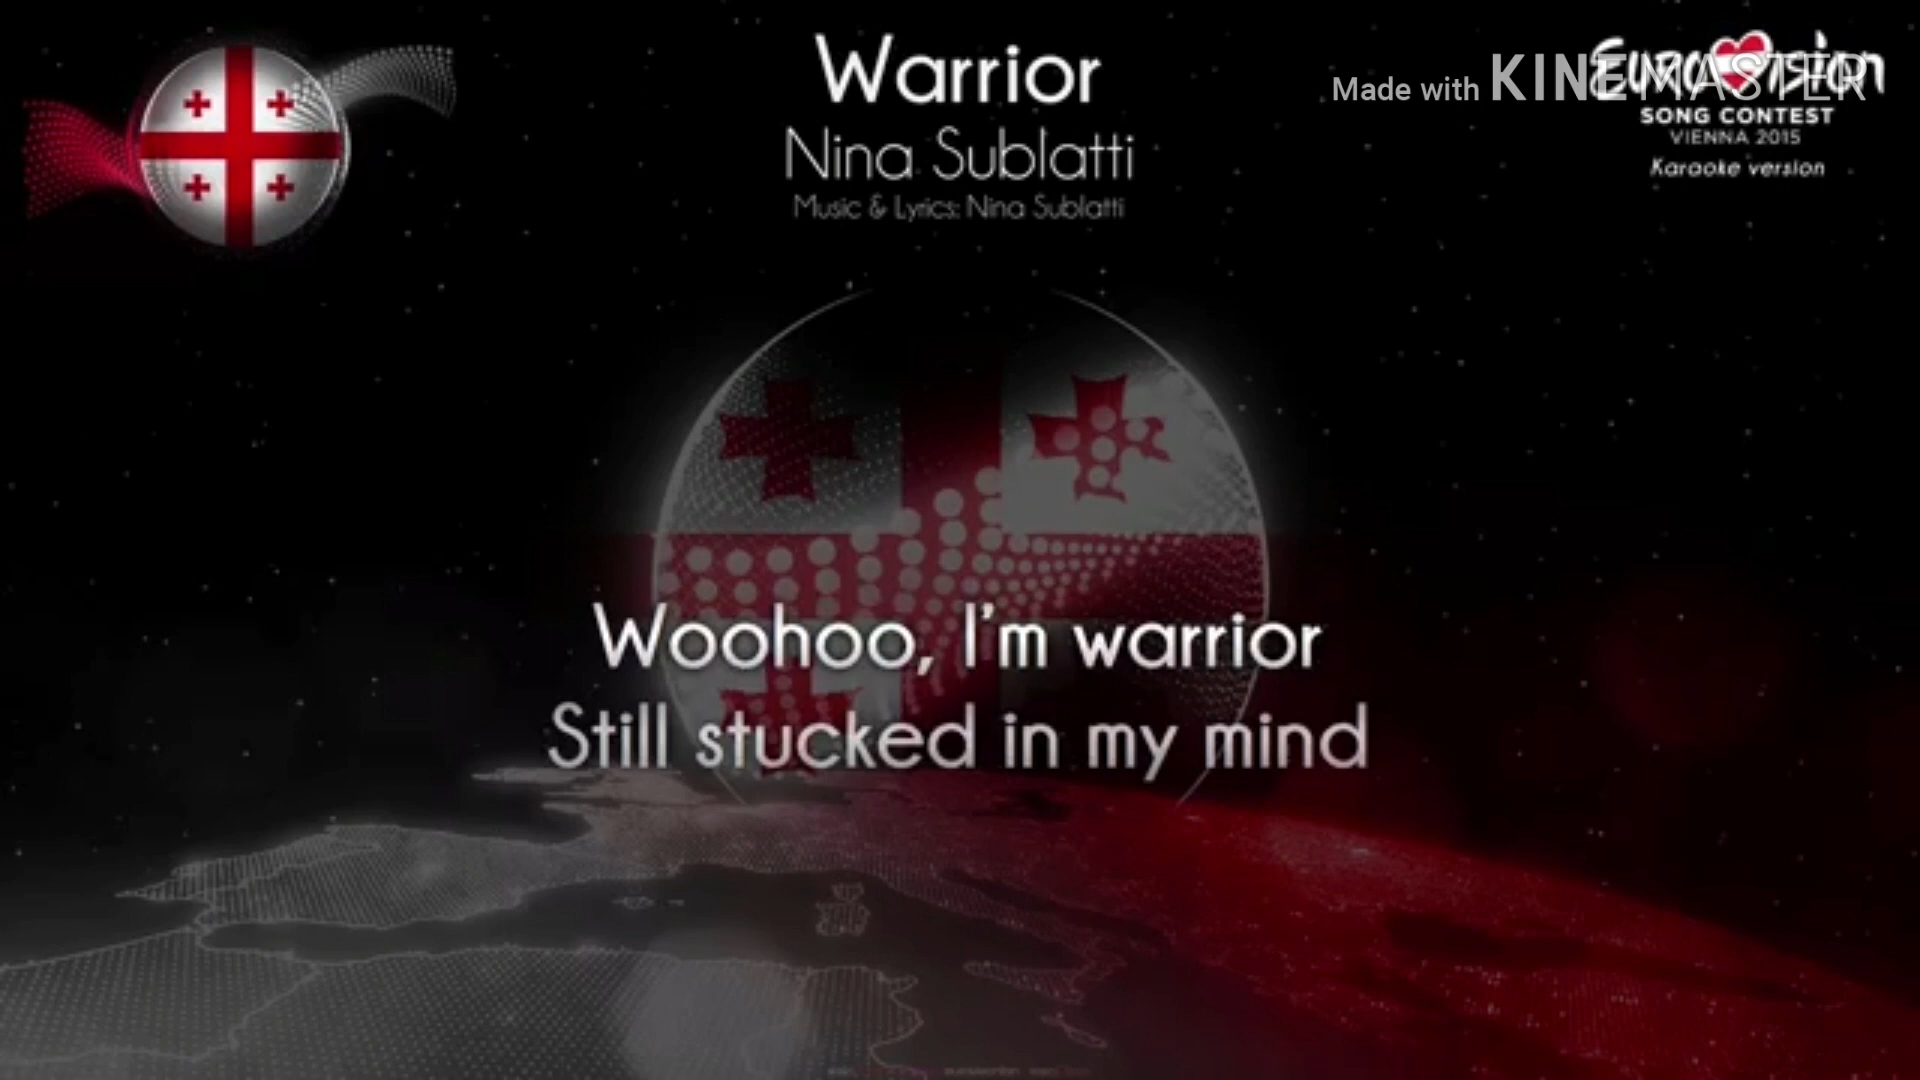 Warrior
Nina Sublatti
Music & Lyrics: Nina Sublatti
Made with KINEMASTER
EUROVISION
SONG CONTEST
VIENNA 2015
Karaoke version
Woohoo, I'm warrior
Still stucked in my mind